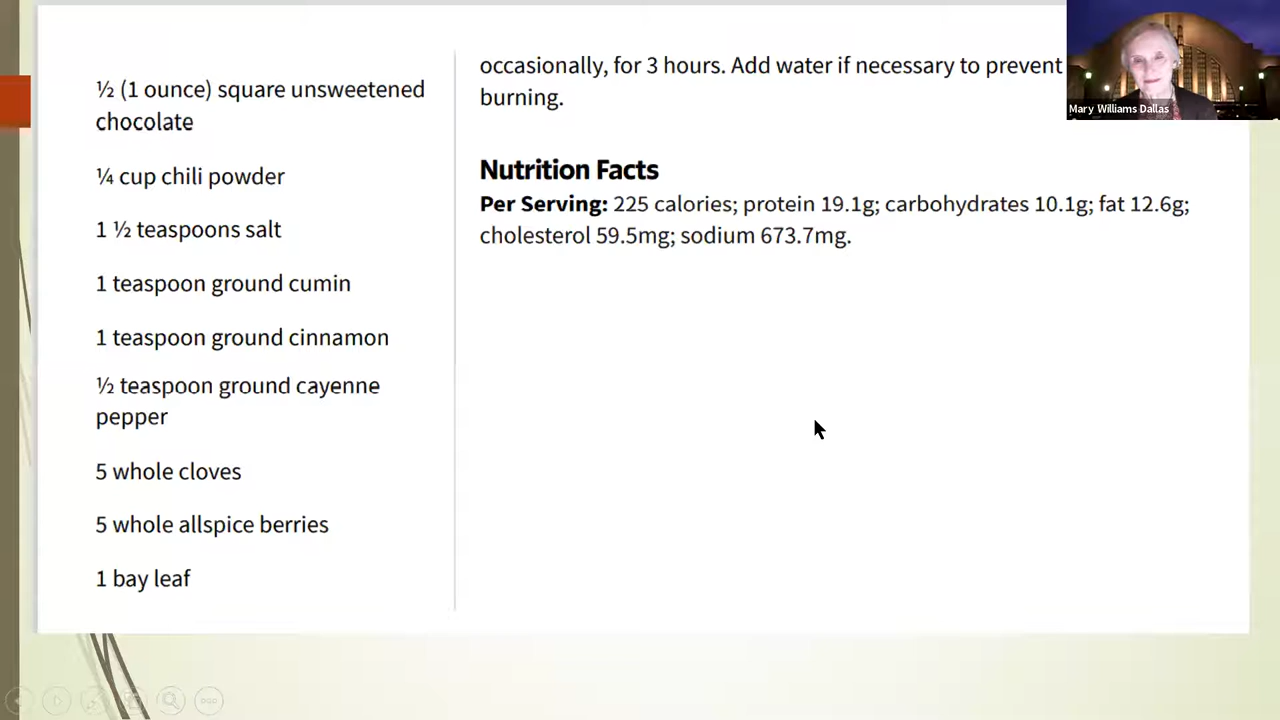 ½ (1 ounce) square unsweetened
chocolate
¼ cup chili powder
1 ½ teaspoons salt
1 teaspoon ground cumin
1 teaspoon ground cinnamon
½ teaspoon ground cayenne
pepper
5 whole cloves
5 whole allspice berries
1 bay leaf
occasionally, for 3 hours. Add water if necessary to prevent
burning.
Nutrition Facts
Per Serving: 225 calories; protein 19.1g; carbohydrates 10.1g; fat 12.6g;
cholesterol 59.5mg; sodium 673.7mg.
Mary Williams Dallas